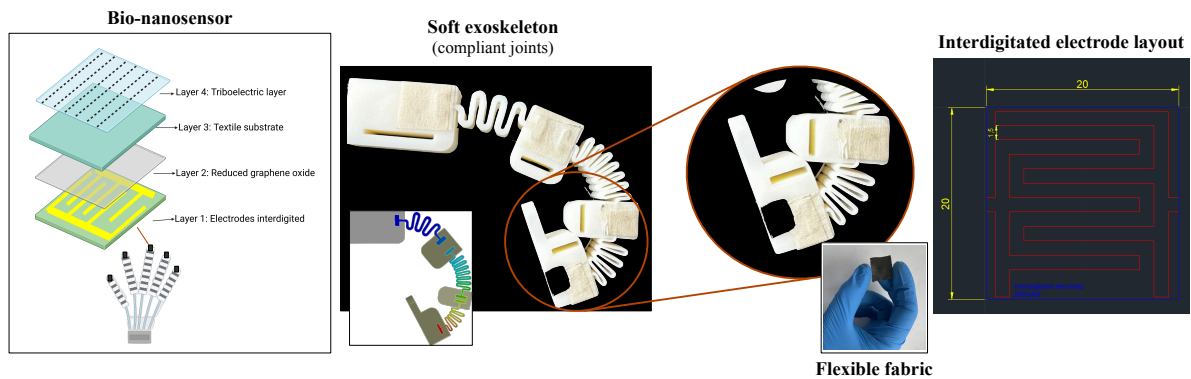 Bio-nanosensor
Layer 4: Triboelectric layer
Layer 3: Textile substrate
Layer 2: Reduced graphene oxide
Layer 1: Electrodes interdigited
Soft exoskeleton
(compliant joints)
Flexible fabric
Interdigitated electrode layout
20
1,5
20